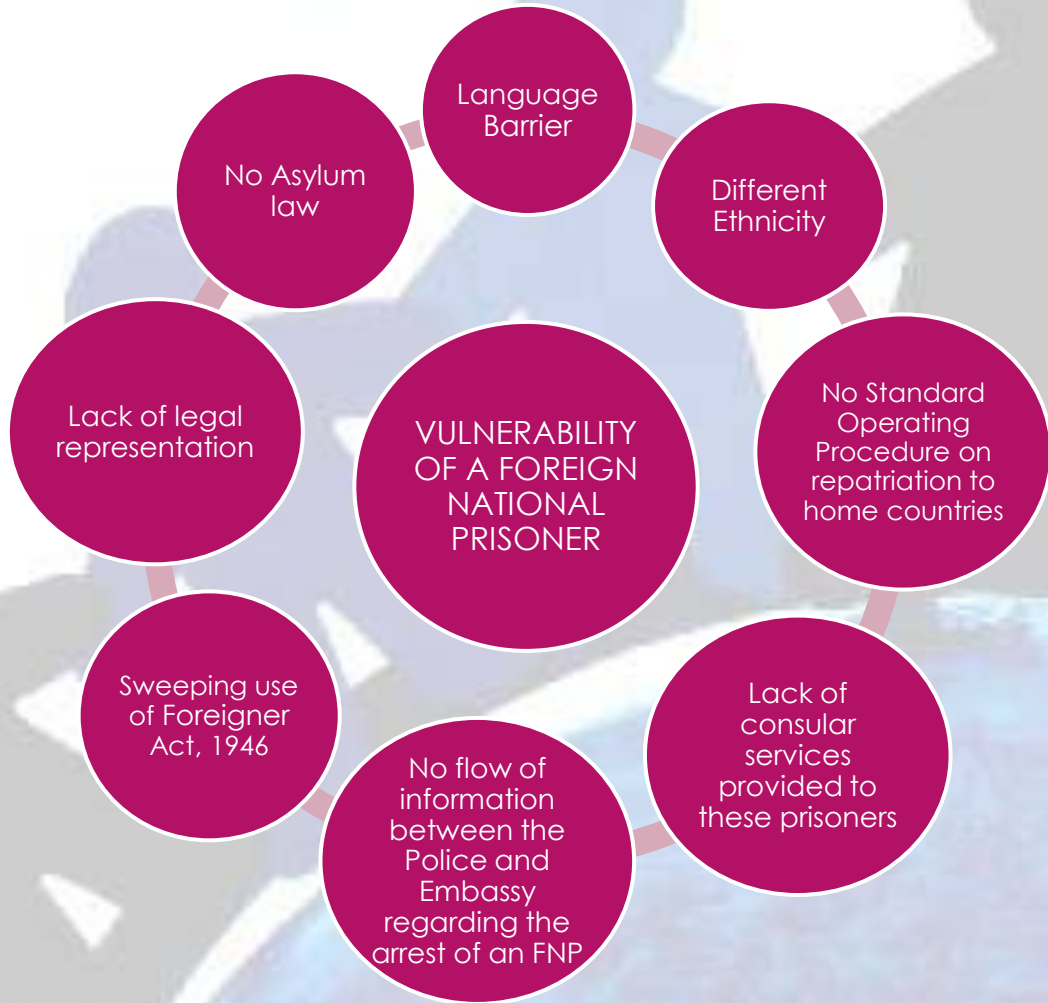 Language
Barrier
Different
Ethnicity
No Standard
Operating
Procedure on
repatriation to
home countries
Lack of
consular
services
provided to
these prisoners
No flow of
information
between the
Police and
Embassy
regarding the
arrest of an FNP
Sweeping use
of Foreigner
Act, 1946
Lack of legal
representation
No Asylum
law
VULNERABILITY
OF A FOREIGN
NATIONAL
PRISONER